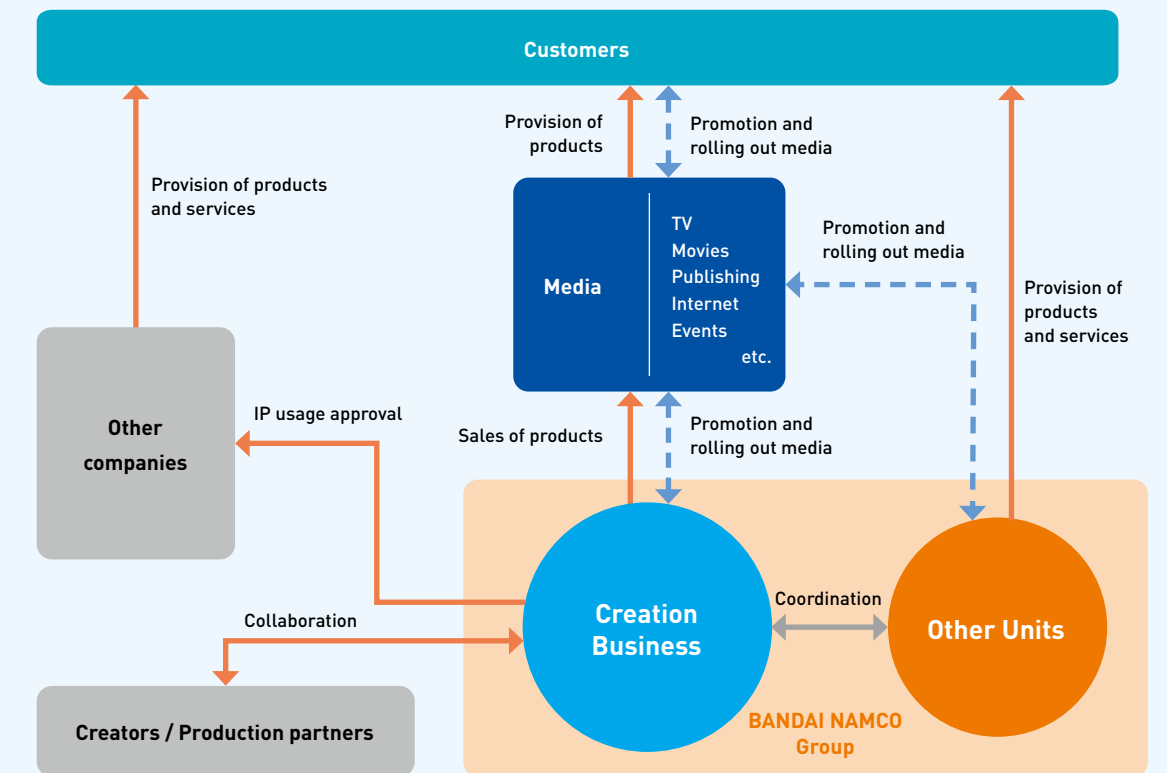 Customers
Provision of
products
Promotion and
rolling out media
Provision of products
and services
Media
TV
Movies
Publishing
Internet
Events
etc.
Promotion and
rolling out media
Provision of
products
and services
Other
companies
IP usage approval
Sales of products
Promotion and
rolling out media
Collaboration
Creation
Business
Coordination
Other Units
BANDAI NAMCO
Group
Creators / Production partners